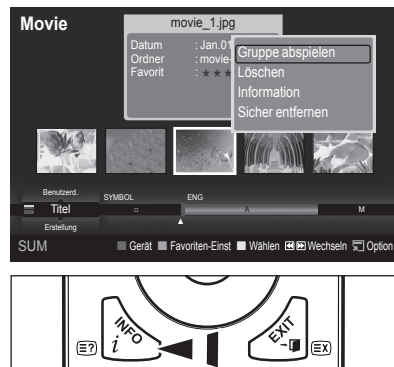 Movie
movie_1.jpg
Datum : Jan.01
Ordner : movie-
Favorit : ★ ★
Gruppe abspielen
Löschen
Information
Sicher entfernen
Benutzerd.
Titel
Erstellung
SYMBOL ENG
A M
SUM Gerät Favoriten-Einst Wählen Wechseln Option
INFO
i
EXIT